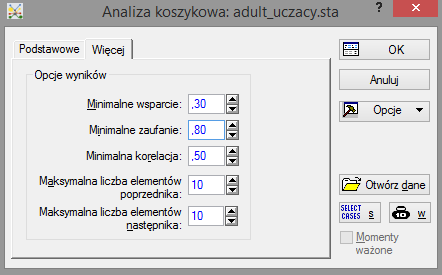 Analiza koszykowa: adult_uczacy.sta
?
Podstawowe Więcej
Opcje wyników
Minimalne wsparcie: ,30
Minimalne zaufanie: ,80
Minimalna korelacja: ,50
Maksymalna liczba elementów
poprzednika: 10
Maksymalna liczba elementów
następnika: 10
OK
Anuluj
Opcje
Otwórz dane
SELECT
CASES S
w
Momenty
ważone